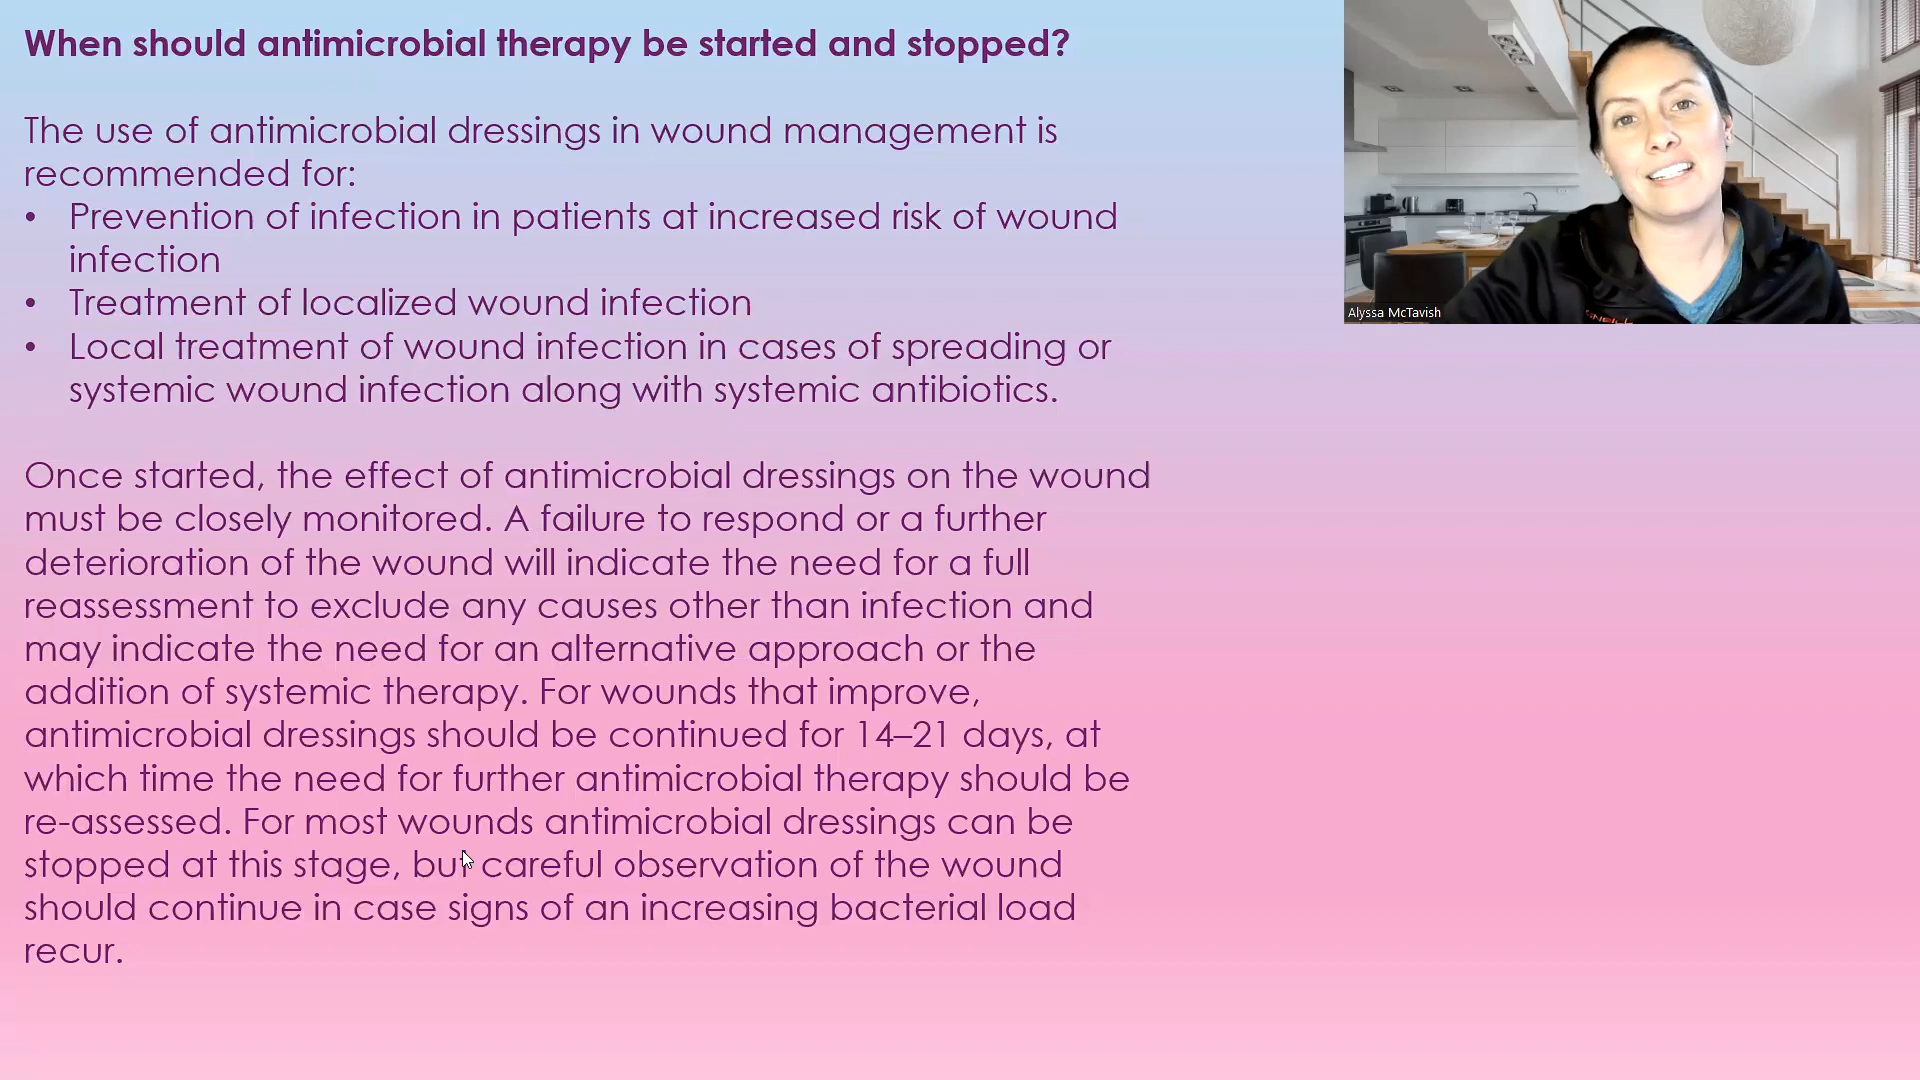 When should antimicrobial therapy be started and stopped?
The use of antimicrobial dressings in wound management is
recommended for:
• Prevention of infection in patients at increased risk of wound
infection
• Treatment of localized wound infection
• Local treatment of wound infection in cases of spreading or
systemic wound infection along with systemic antibiotics.
Once started, the effect of antimicrobial dressings on the wound
must be closely monitored. A failure to respond or a further
deterioration of the wound will indicate the need for a full
reassessment to exclude any causes other than infection and
may indicate the need for an alternative approach or the
addition of systemic therapy. For wounds that improve,
antimicrobial dressings should be continued for 14–21 days, at
which time the need for further antimicrobial therapy should be
re-assessed. For most wounds antimicrobial dressings can be
stopped at this stage, but careful observation of the wound
should continue in case signs of an increasing bacterial load
recur.
Alyssa McTavish